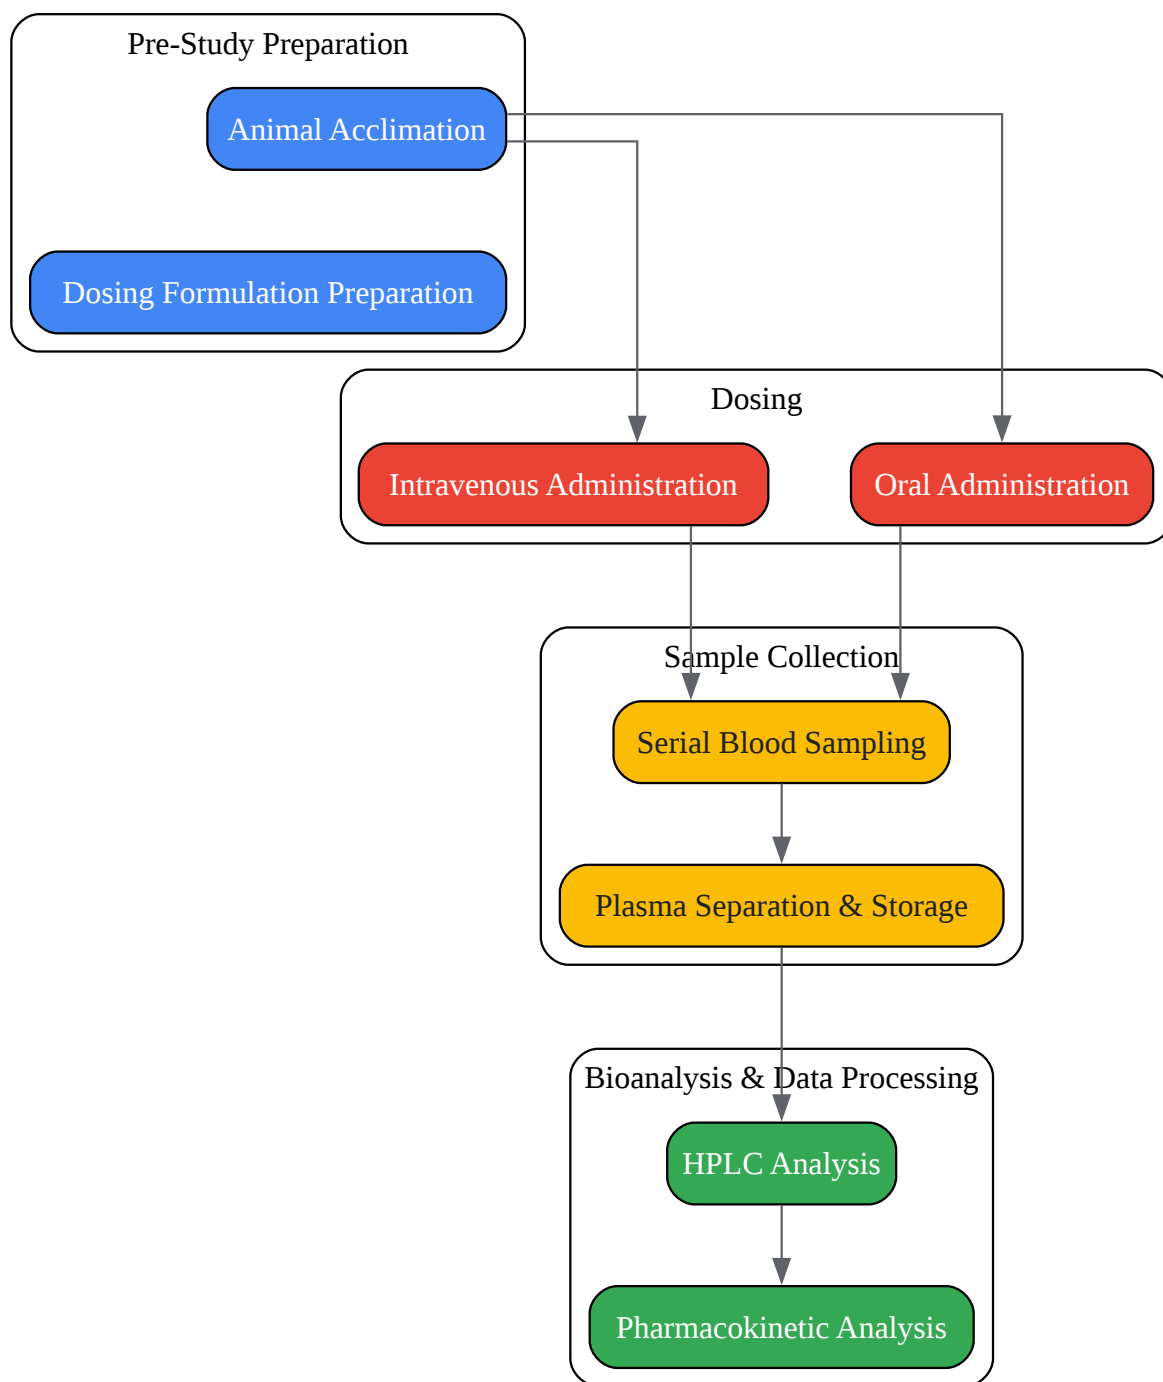 Pre-Study Preparation
Animal Acclimation
Dosing Formulation Preparation
Dosing
Intravenous Administration
Oral Administration
Sample Collection
Serial Blood Sampling
Plasma Separation & Storage
Bioanalysis & Data Processing
HPLC Analysis
Pharmacokinetic Analysis